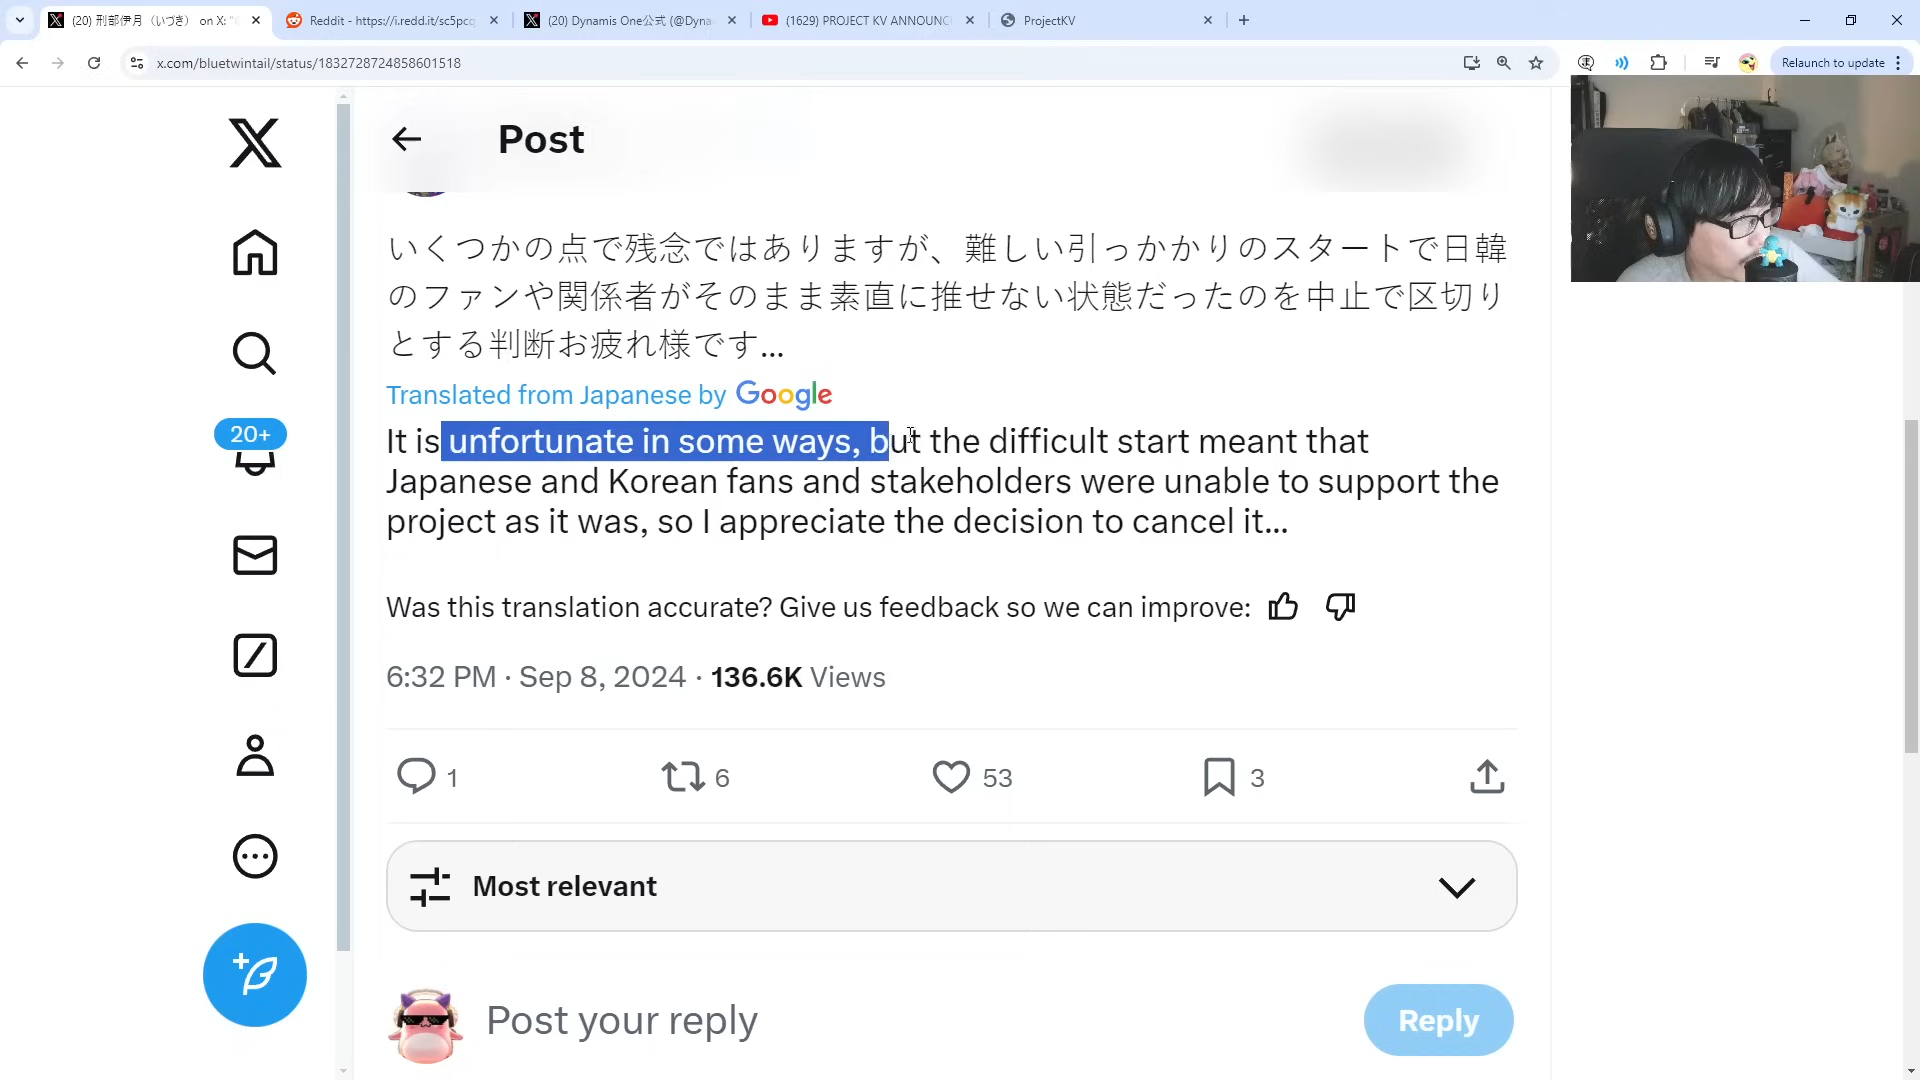 (20) 刑部伊月（いづき） on X: "
Reddit - https://i.redd.it/sc5pcq
(20) Dynamis One公式 (@Dyna
(1629) PROJECT KV ANNOUNC
ProjectKV
x.com/bluetwintail/status/1832728724858601518
Relaunch to update
Post
いくつかの点で残念ではありますが、難しい引っかかりのスタートで日韓
のファンや関係者がそのまま素直に推せない状態だったのを中止で区切り
とする判断お疲れ様です...
Translated from Japanese by Google
It is unfortunate in some ways, but the difficult start meant that
Japanese and Korean fans and stakeholders were unable to support the
project as it was, so I appreciate the decision to cancel it...
20+
Was this translation accurate? Give us feedback so we can improve:
6:32 PM · Sep 8, 2024 · 136.6K Views
1
6
53
3
Most relevant
Post your reply
Reply